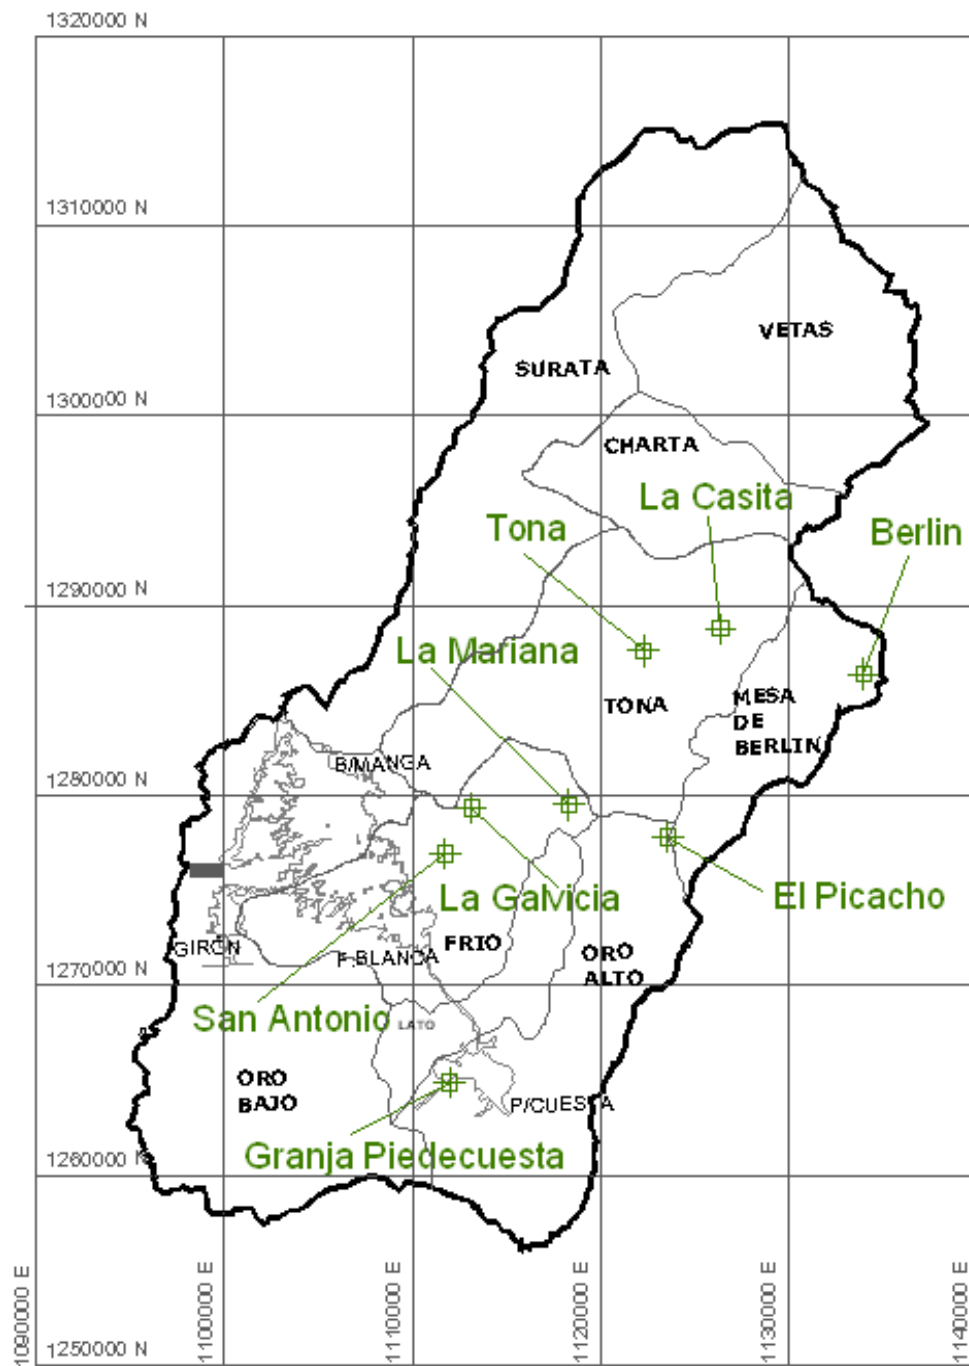 1320000 N
1310000 N
VETAS
SURATA
1300000 N
CHARTA
La Casita
Tona
Berlin
1290000 N
La Mariana
MESA
DE
BERLIN
TONA
B/MANGA
1280000 N
La Galvicia
El Picacho
GIRÓN
F.BLANCA
FRIO
ORO
ALTO
1270000 N
San Antonio
LATO
ORO
BAJO
P/CUESTA
Granja Piedecuesta
1260000 N
1250000 N
1090000 E
1100000 E
1110000 E
1120000 E
1130000 E
1140000 E